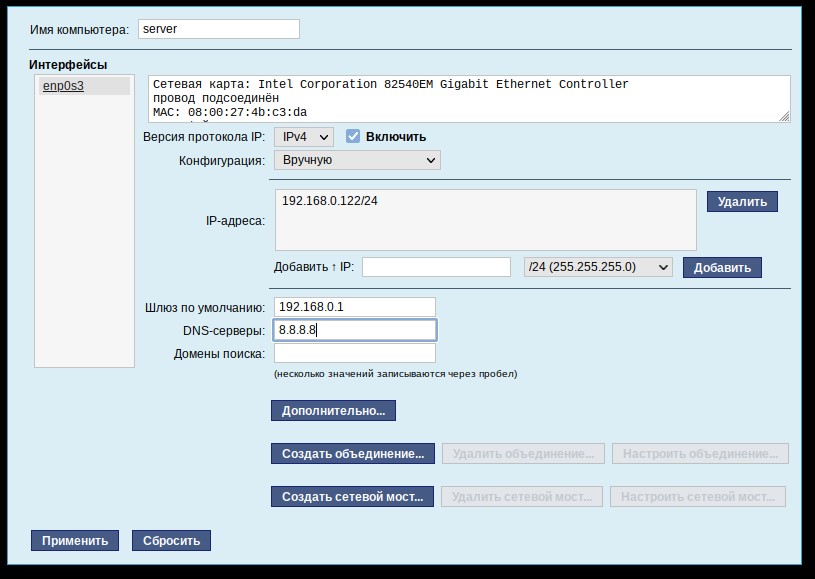 Имя компьютера: server
Интерфейсы
enp0s3
Сетевая карта: Intel Corporation 82540EM Gigabit Ethernet Controller
провод подсоединён
MAC: 08:00:27:4b:c3:da
Версия протокола IP: IPv4 Включить
Конфигурация: Вручную
IP-адреса: 192.168.0.122/24 Удалить
Добавить ↑ IP: /24 (255.255.255.0) Добавить
Шлюз по умолчанию: 192.168.0.1
DNS-серверы: 8.8.8.8
Домены поиска:
(несколько значений записываются через пробел)
Дополнительно...
Создать объединение... Удалить объединение... Настроить объединение...
Создать сетевой мост... Удалить сетевой мост... Настроить сетевой мост...
Применить Сбросить